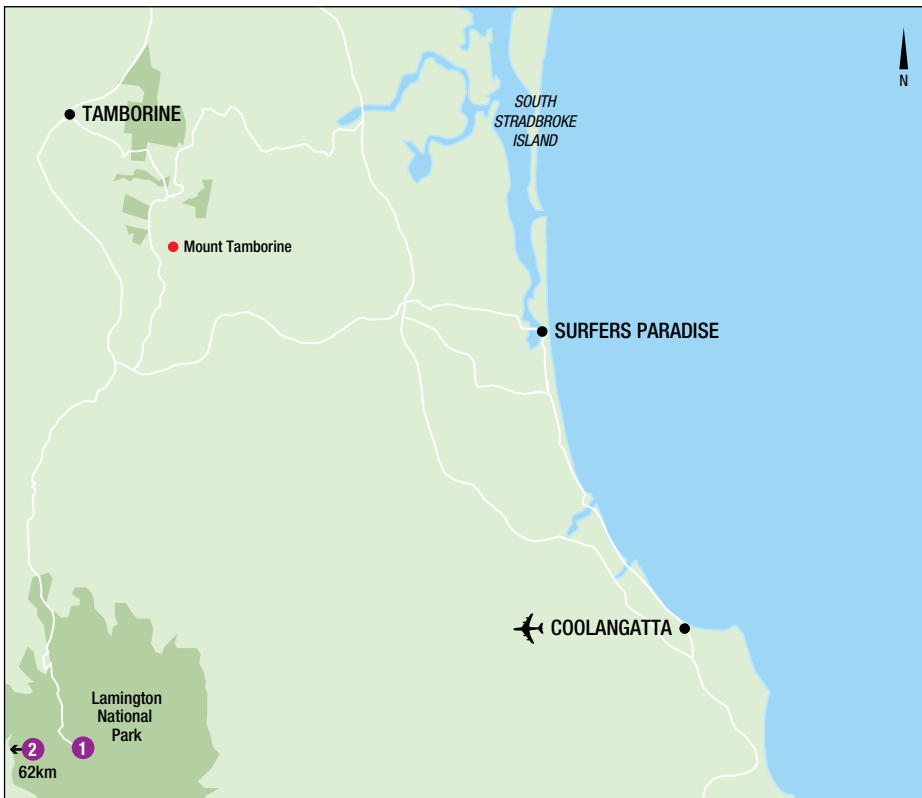 N
SOUTH
STRADBROKE
ISLAND
TAMBORINE
Mount Tamborine
SURFERS PARADISE
COOLANGATTA
Lamington
National
Park
2
1
62km